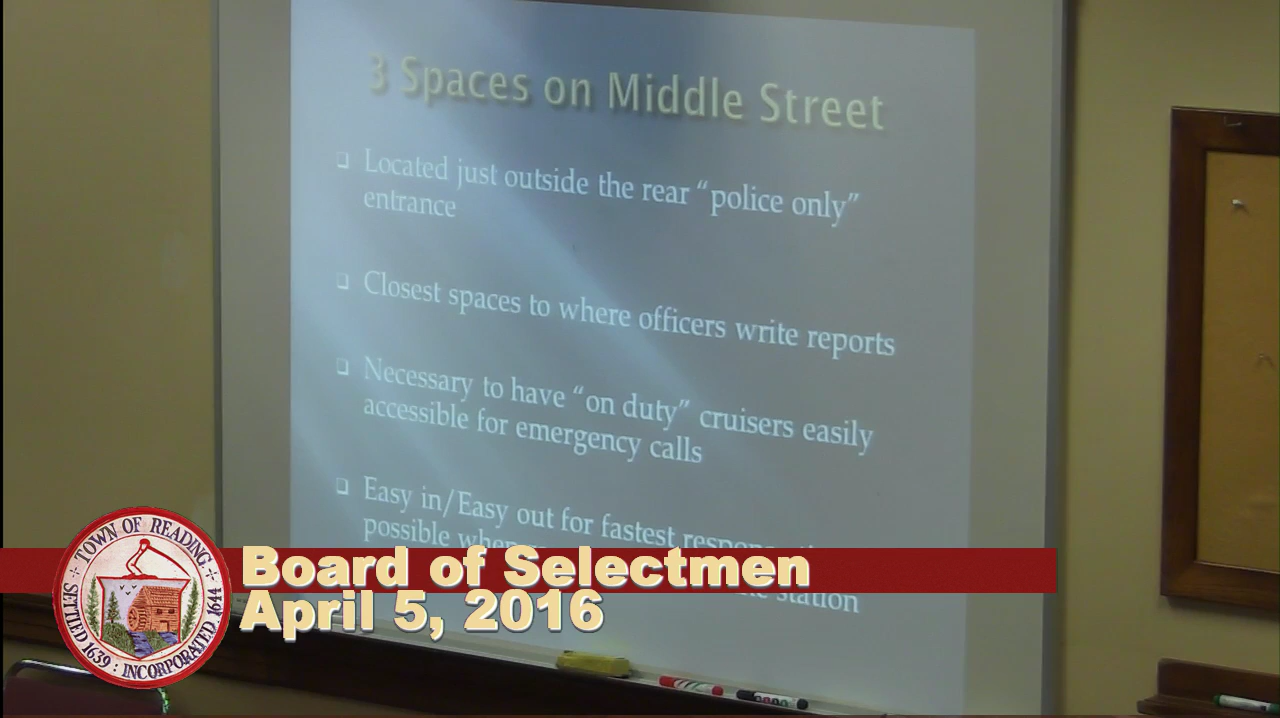 3 Spaces on Middle Street
❑ Located just outside the rear “police only”
entrance
❑ Closest spaces to where officers write reports
❑ Necessary to have “on duty” cruisers easily
accessible for emergency calls
❑ Easy in/Easy out for fastest
possible
station
Board of Selectmen
April 5, 2016
TOWN OF READING
SETTLED 1639 : INCORPORATED 1644